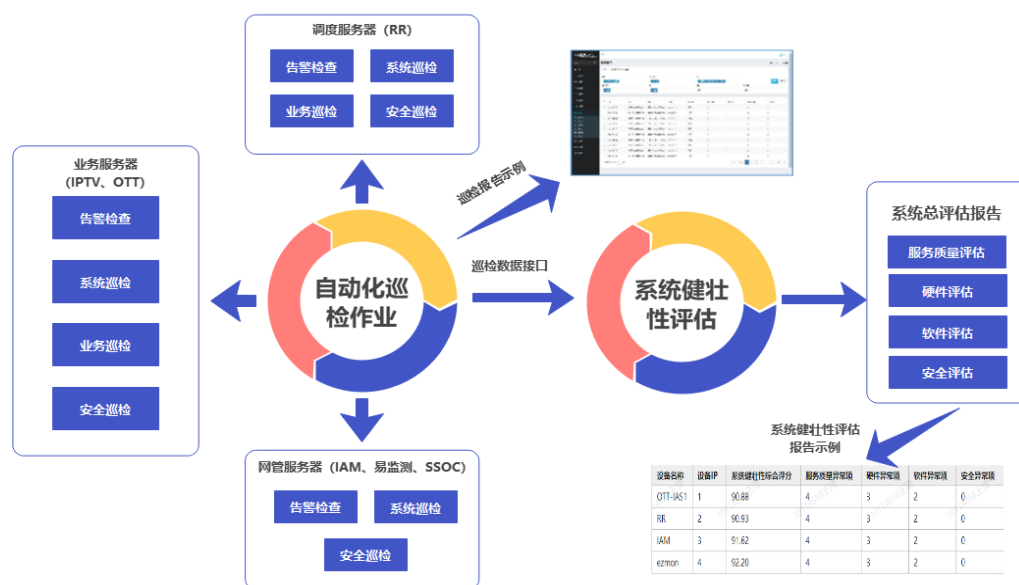 调度服务器（RR）
告警检查
系统巡检
业务巡检
安全巡检
业务服务器
（IPTV、OTT）
告警检查
系统巡检
业务巡检
安全巡检
巡检报告示例
自动化巡
检作业
巡检数据接口
系统健壮
性评估
系统总评估报告
服务质量评估
硬件评估
软件评估
安全评估
网管服务器（IAM、易监测、SSOC）
告警检查
系统巡检
安全巡检
系统健壮性评估
报告示例
设备名称 设备IP 系统健壮性综合评分 服务质量异常项 硬件异常项 软件异常项 安全异常项
OTT-IAS1 1 90.88 4 3 2 0
RR 2 90.93 4 3 2 0
IAM 3 91.62 4 3 2 0
ezmon 4 92.20 4 3 2 0